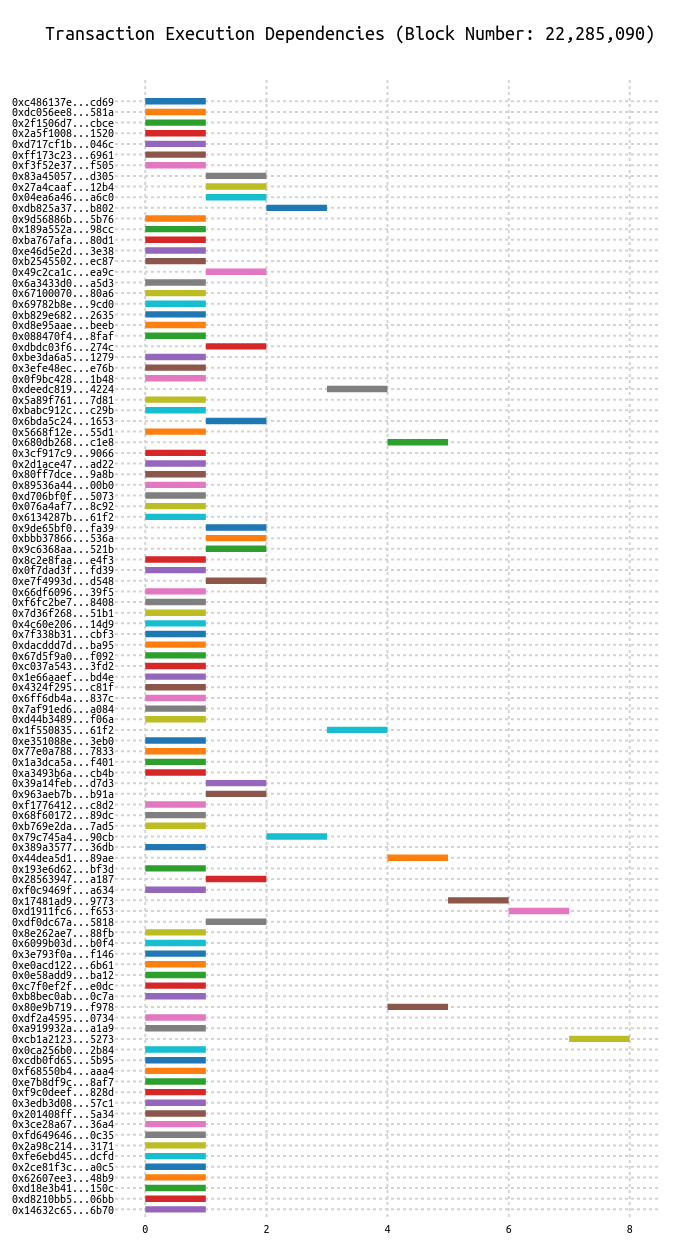 Transaction Execution Dependencies (Block Number: 22,285,090)
0xc486137e...cd69
0xdc056ee8...581a
0x2f1506d7...cbce
0x2a5f1008...1520
0xd717cf1b...046c
0xff173c23...6961
0xf3f52e37...f505
0x83a45057...d305
0x27a4caaf...12b4
0x04ea6a46...a6c0
0xdb825a37...b802
0x9d56886b...5b76
0x189a552a...98cc
0xba767afa...80d1
0xe46d5e2d...3e38
0xb2545502...ec87
0x49c2ca1c...ea9c
0x6a3433d0...a5d3
0x67100070...80a6
0x69782b8e...9cd0
0xb829e682...2635
0xd8e95aae...beeb
0x088470f4...8faf
0xdbdc03f6...274c
0xbe3da6a5...1279
0x3efe48ec...e76b
0x0f9bc428...1b48
0xdeedc819...4224
0x5a89f761...7d81
0xbabc912c...c29b
0x6bda5c24...1653
0x5668f12e...55d1
0x680db268...c1e8
0x3cf917c9...9066
0x2d1ace47...ad22
0x80ff7dce...9a8b
0x89536a44...00b0
0xd706bf0f...5073
0x076a4af7...8c92
0x6134287b...61f2
0x9de65bf0...fa39
0xbbb37866...536a
0x9c6368aa...521b
0x8c2e8faa...e4f3
0x0f7dad3f...fd39
0xe7f4993d...d548
0x66df6096...39f5
0xf6fc2be7...8408
0x7d36f268...51b1
0x4c60e206...14d9
0x7f338b31...cbf3
0xdacddd7d...ba95
0x67d5f9a0...f092
0xc037a543...3fd2
0x1e66aaef...bd4e
0x4324f295...c81f
0x6ff6db4a...837c
0x7af91ed6...a084
0xd44b3489...f06a
0x1f550835...61f2
0xe351088e...3eb0
0x77e0a788...7833
0x1a3dca5a...f401
0xa3493b6a...cb4b
0x39a14feb...d7d3
0x963aeb7b...b91a
0xf1776412...c8d2
0x68f60172...89dc
0xb769e2da...7ad5
0x79c745a4...90cb
0x389a3577...36db
0x44dea5d1...89ae
0x193e6d62...bf3d
0x28563947...a187
0xf0c9469f...a634
0x17481ad9...9773
0xd1911fc6...f653
0xdf0dc67a...5818
0x8e262ae7...88fb
0x6099b03d...b0f4
0x3e793f0a...f146
0xe0acd122...6b61
0x0e58add9...ba12
0xc7f0ef2f...e0dc
0xb8bec0ab...0c7a
0x80e9b719...f978
0xdf2a4595...0734
0xa919932a...a1a9
0xcb1a2123...5273
0x0ca256b0...2b84
0xcdb0fd65...5b95
0xf68550b4...aaa4
0xe7b8df9c...8af7
0xf9c0deef...828d
0x3edb3d08...57c1
0x201408ff...5a34
0x3ce28a67...36a4
0xfd649646...0c35
0x2a98c214...3171
0xfe6ebd45...dcfd
0x2ce81f3c...a0c5
0x62607ee3...48b9
0xd18e3b41...150c
0xd8210bb5...06bb
0x14632c65...6b70
0 2 4 6 8